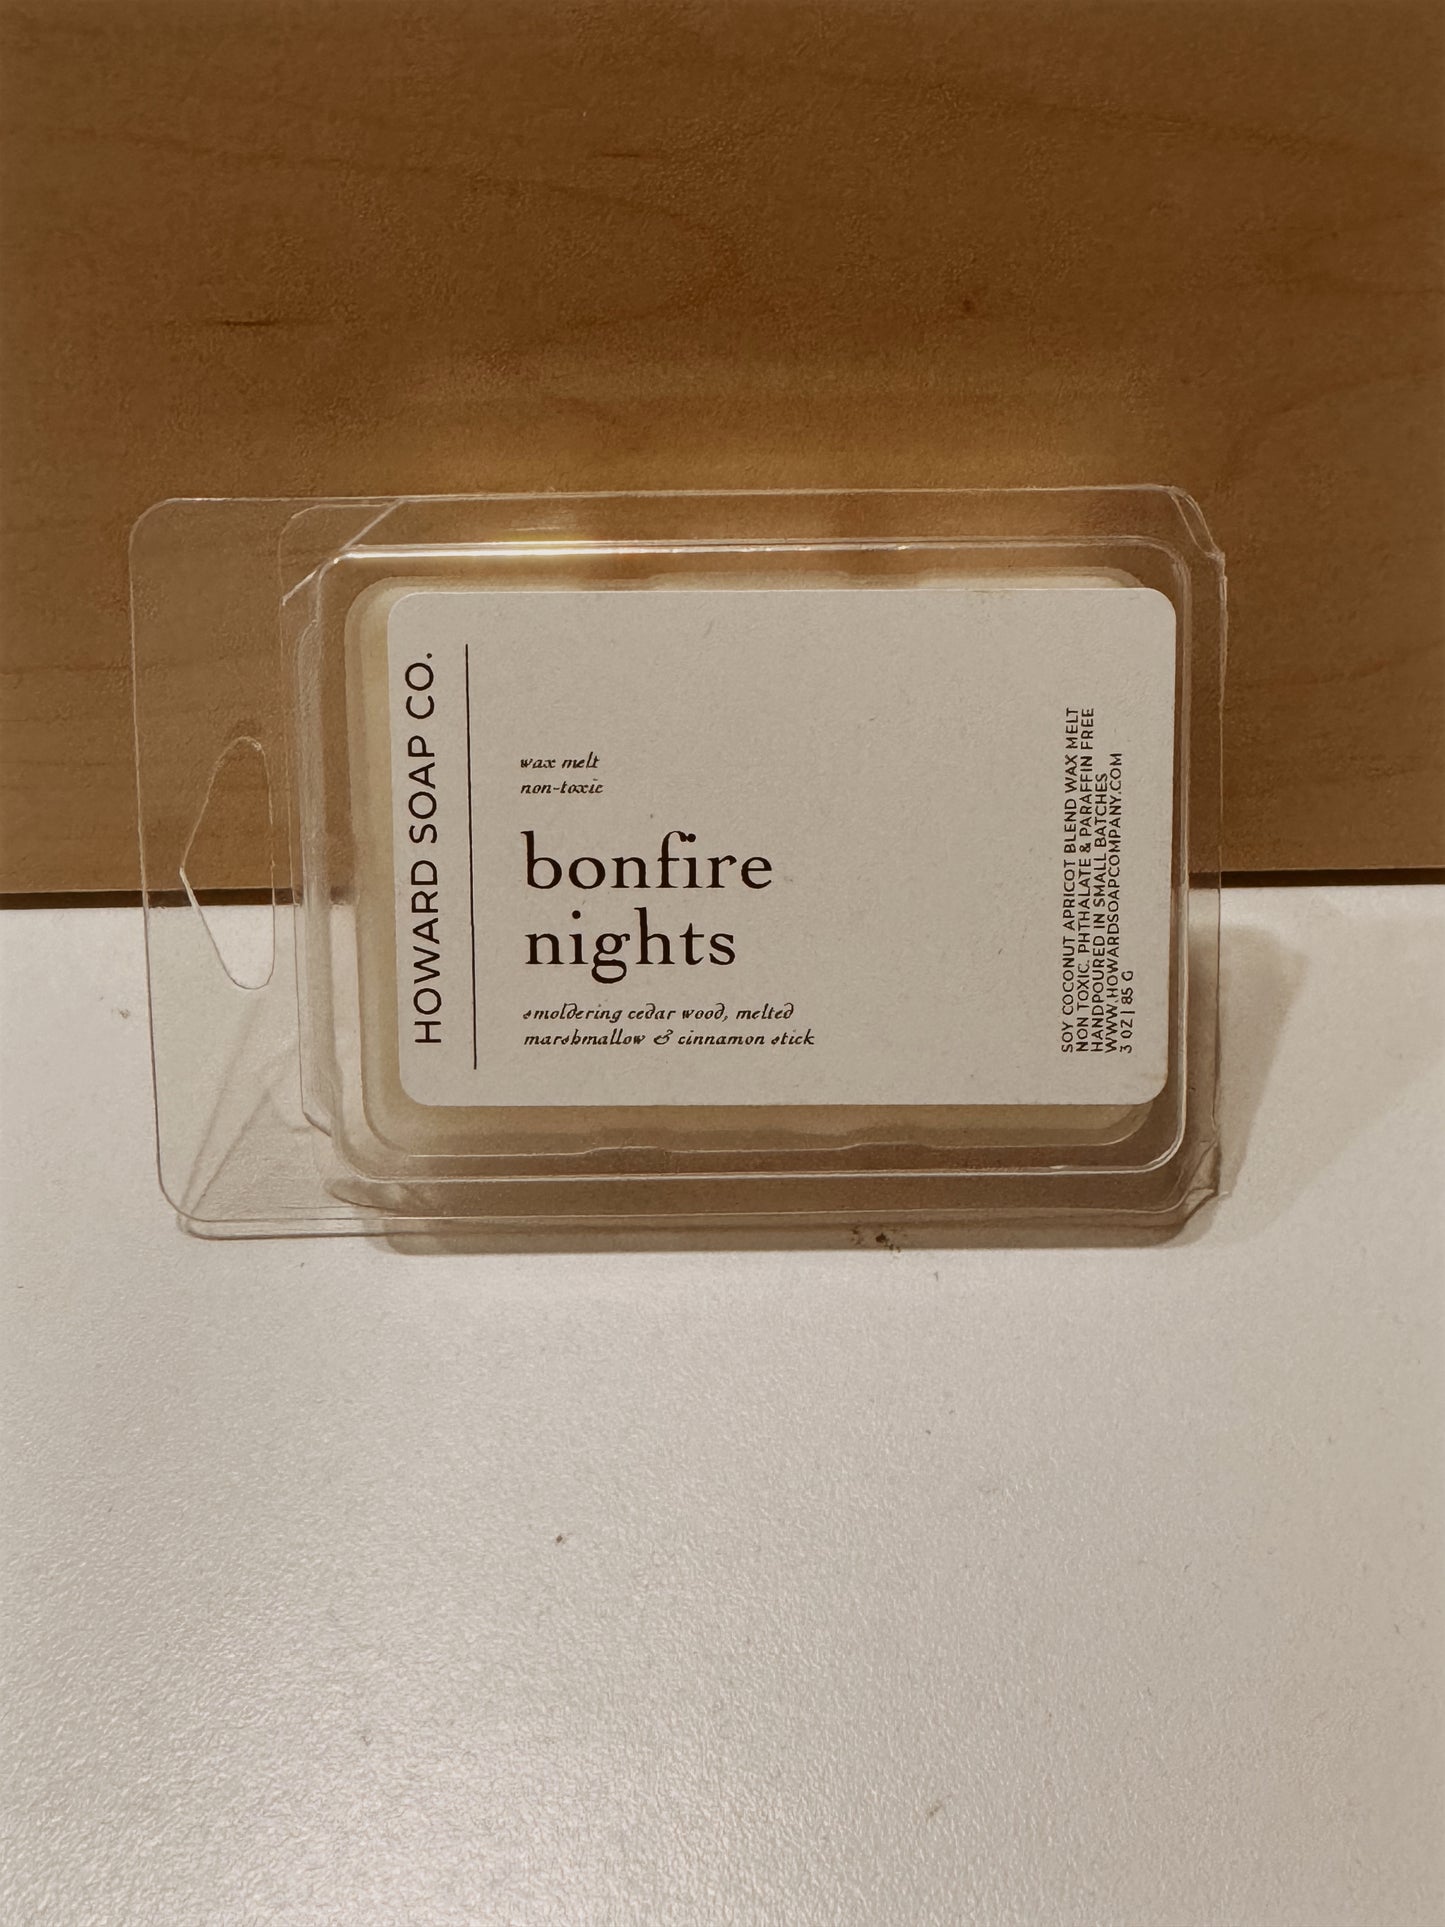 HOWARD SOAP CO.
wax melt
non-toxic
bonfire
nights
smoldering cedar wood, melted
marshmallow & cinnamon stick
SOY COCONUT APRICOT BLEND WAX MELT
NON TOXIC. PHTHALATE & PARAFFIN FREE
HANDPOURED IN SMALL BATCHES
WWW.HOWARDSOAPCOMPANY.COM
3 OZ | 85 G